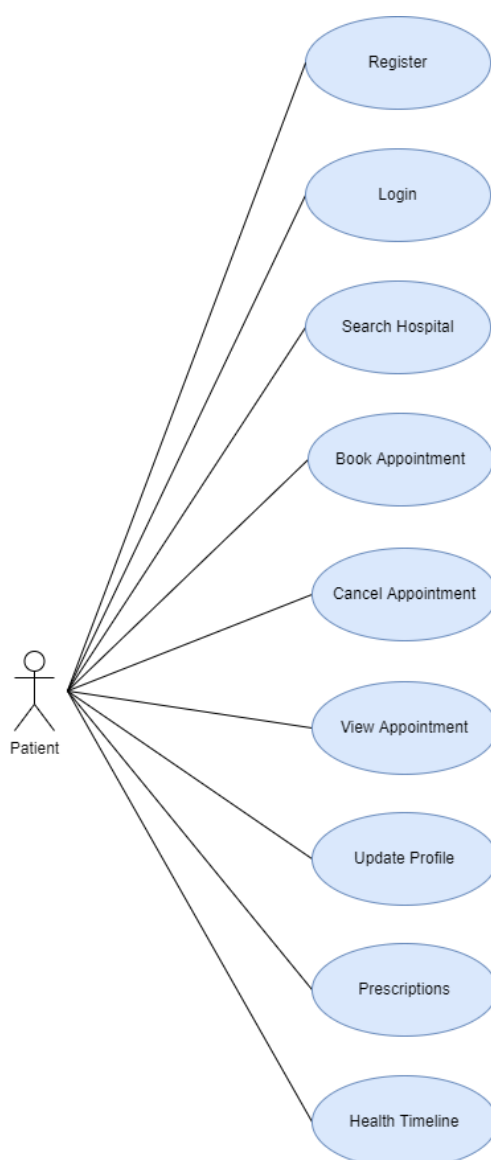 Register
Login
Search Hospital
Book Appointment
Cancel Appointment
Patient
View Appointment
Update Profile
Prescriptions
Health Timeline